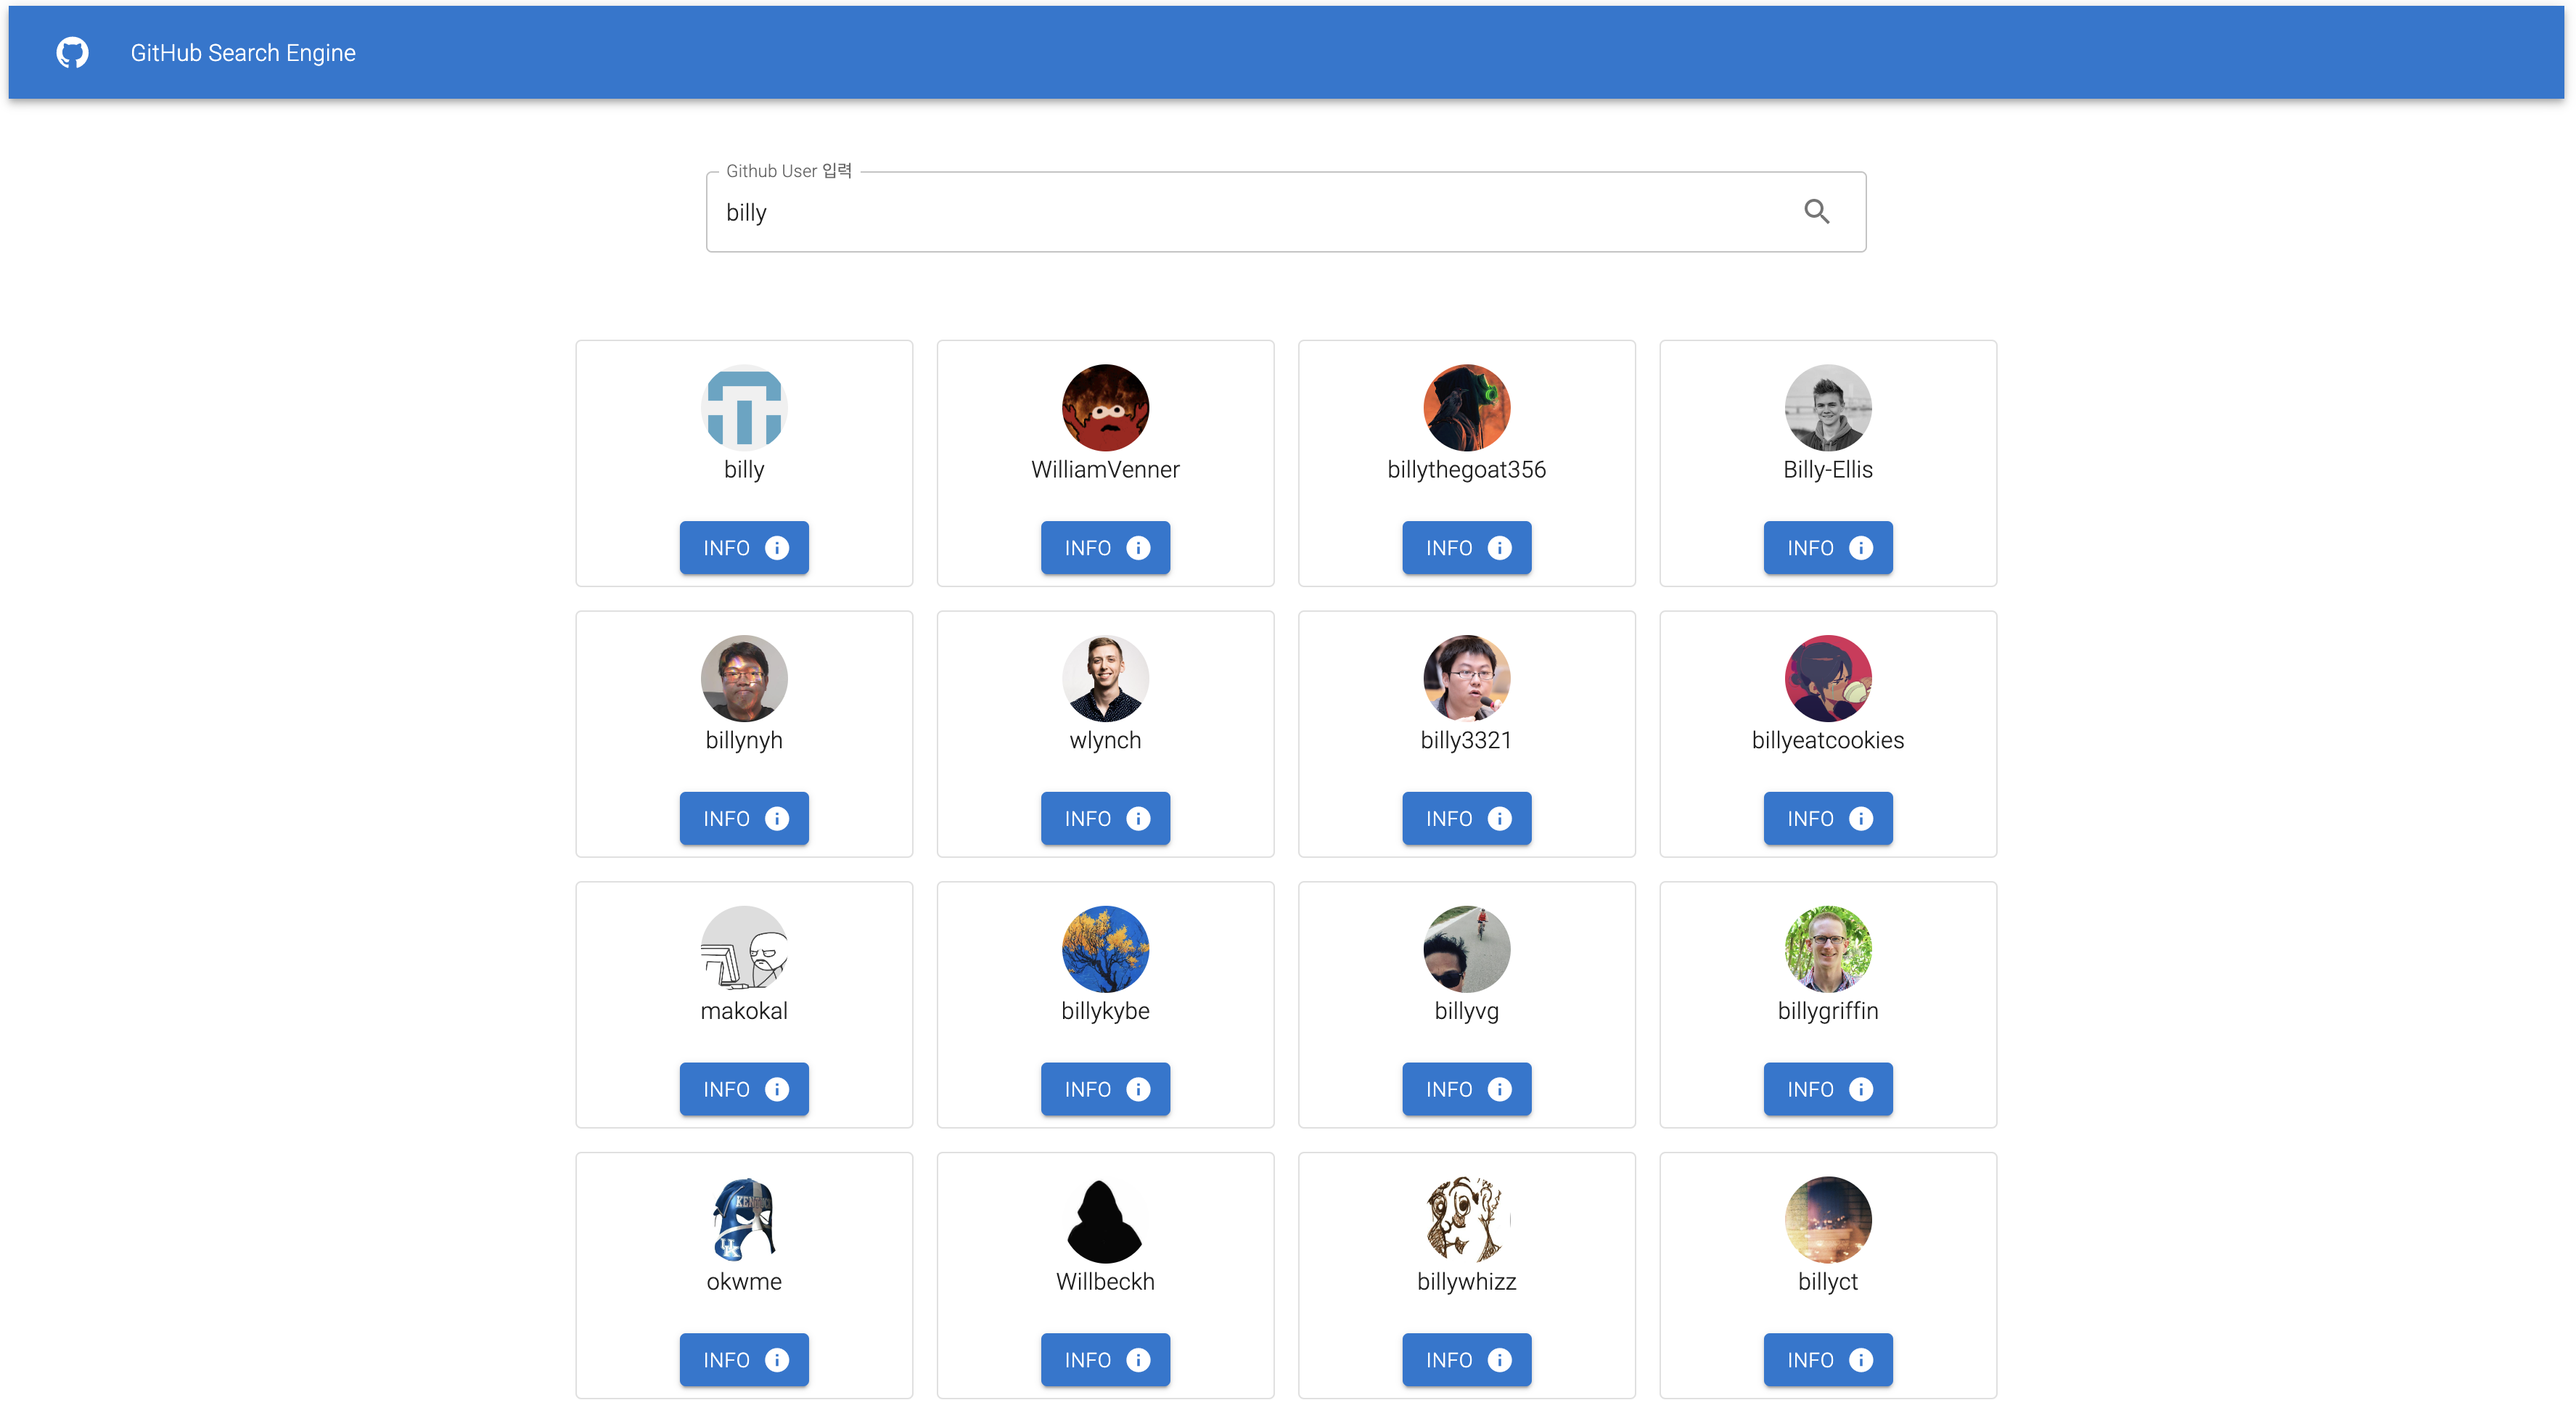 GitHub Search Engine
Github User 입력
billy
billy
WilliamVenner
billythegoat356
Billy-Ellis
INFO
INFO
INFO
INFO
billynyh
wlynch
billy3321
billyeatcookies
INFO
INFO
INFO
INFO
makokal
billykybe
billyvg
billygriffin
INFO
INFO
INFO
INFO
okwme
Willbeckh
billywhizz
billyct
INFO
INFO
INFO
INFO